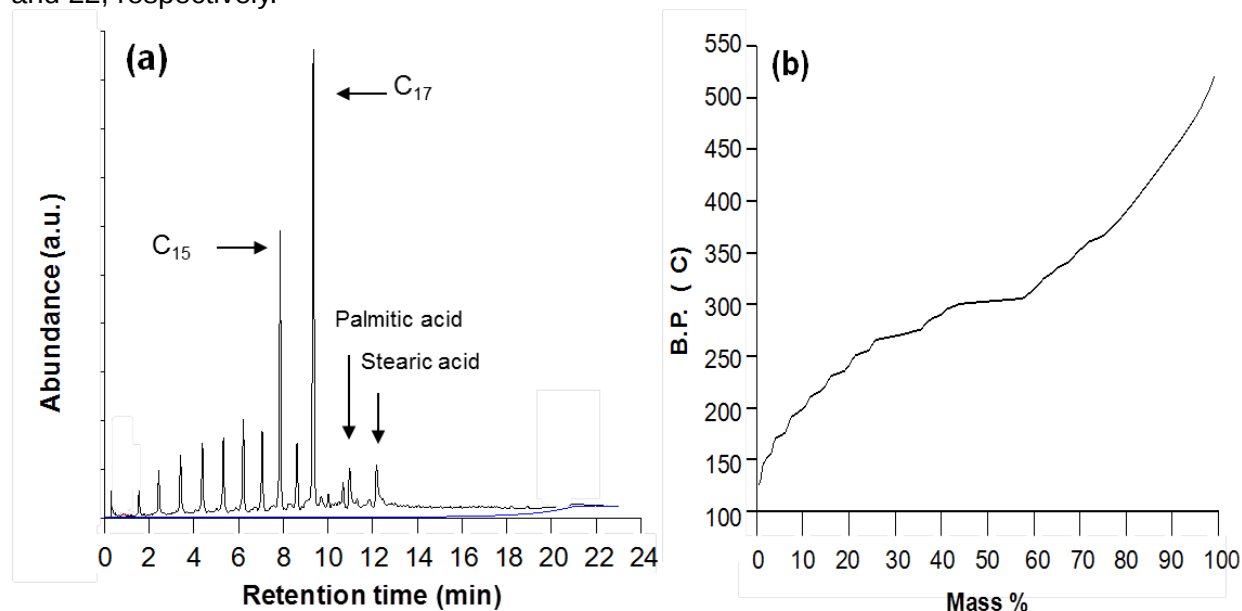 and 22, respectively.
(a)
C17
C15
Palmitic acid
Stearic acid
Abundance (a.u.)
0 2 4 6 8 10 12 14 16 18 20 22 24
Retention time (min)
(b)
550
500
450
400
350
300
250
200
150
100
B.P. ( C)
0 10 20 30 40 50 60 70 80 90 100
Mass %